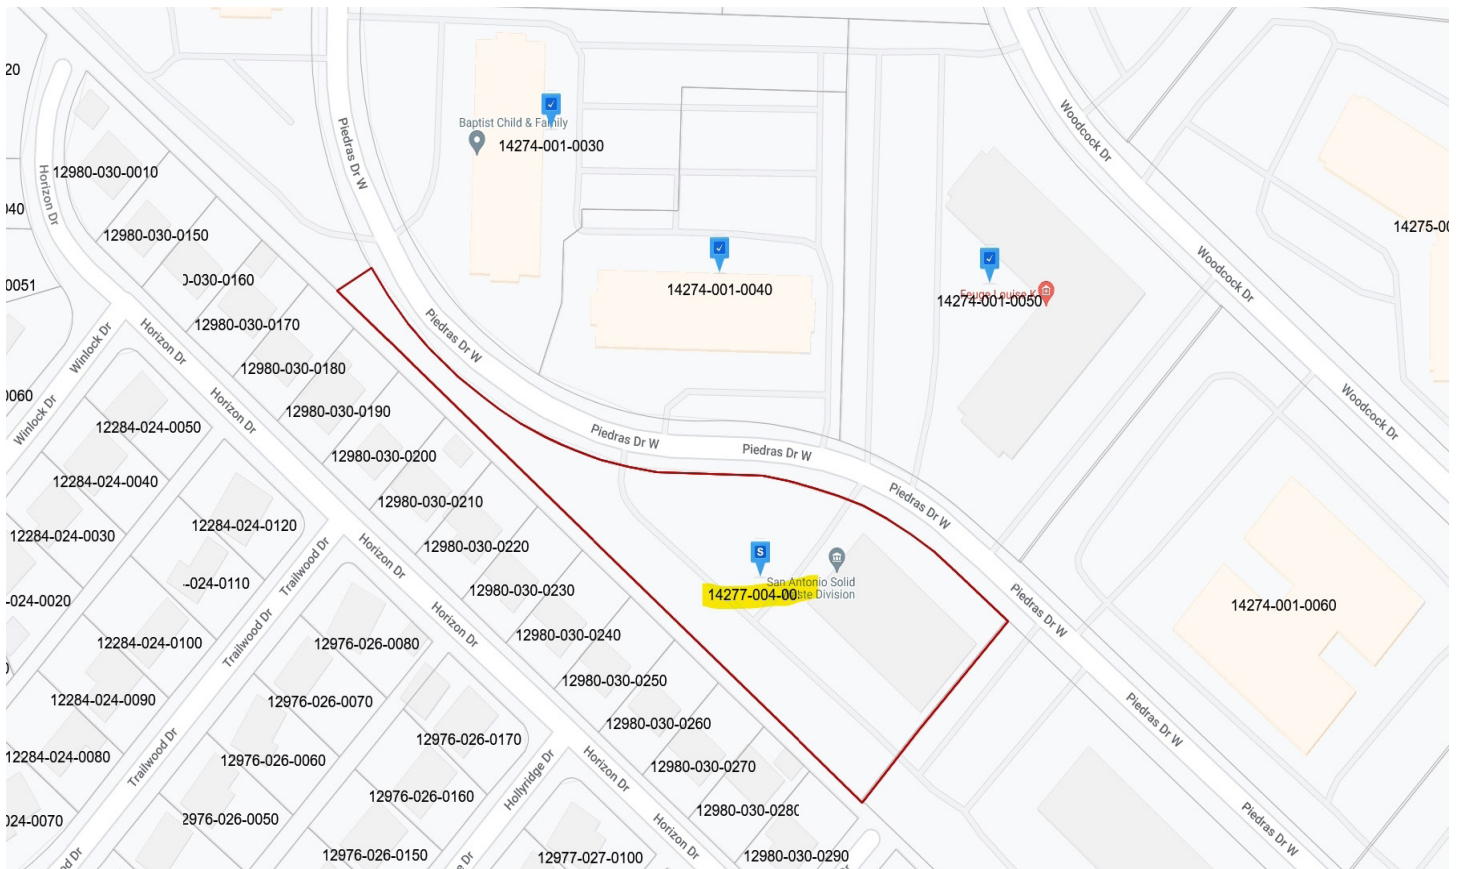 20
Piedras Dr W
Baptist Child & Family
14274-001-0030
Woodcock Dr
Horizon Dr
12980-030-0010
040
12980-030-0150
14275-00
Woodcock Dr
0051
0-030-0160
14274-001-0040
14274-001-0050
12980-030-0170
Winlock Dr
Horizon Dr
Piedras Dr W
12980-030-0180
0060
Horizon Dr
12980-030-0190
Woodcock Dr
Winlock Dr
12284-024-0050
Piedras Dr W
Piedras Dr W
12980-030-0200
12284-024-0040
12980-030-0210
Piedras Dr W
12284-024-0030
12284-024-0120
12980-030-0220
Horizon Dr
Trailwood Dr
S
-024-0110
12980-030-0230
San Antonio Solid
14277-004-00
ste Division
-024-0020
Piedras Dr W
14274-001-0060
Horizon Dr
Trailwood Dr
12284-024-0100
12976-026-0080
12980-030-0240
12284-024-0090
12976-026-0070
12980-030-0250
12980-030-0260
Piedras Dr W
12284-024-0080
Trailwood Dr
12976-026-0060
12976-026-0170
Hollyridge Dr
Horizon Dr
12980-030-0270
12976-026-0160
12980-030-0280
024-0070
2976-026-0050
Horizon Dr
Piedras Dr W
12976-026-0150
12977-027-0100
12980-030-0290
od Dr
e Dr